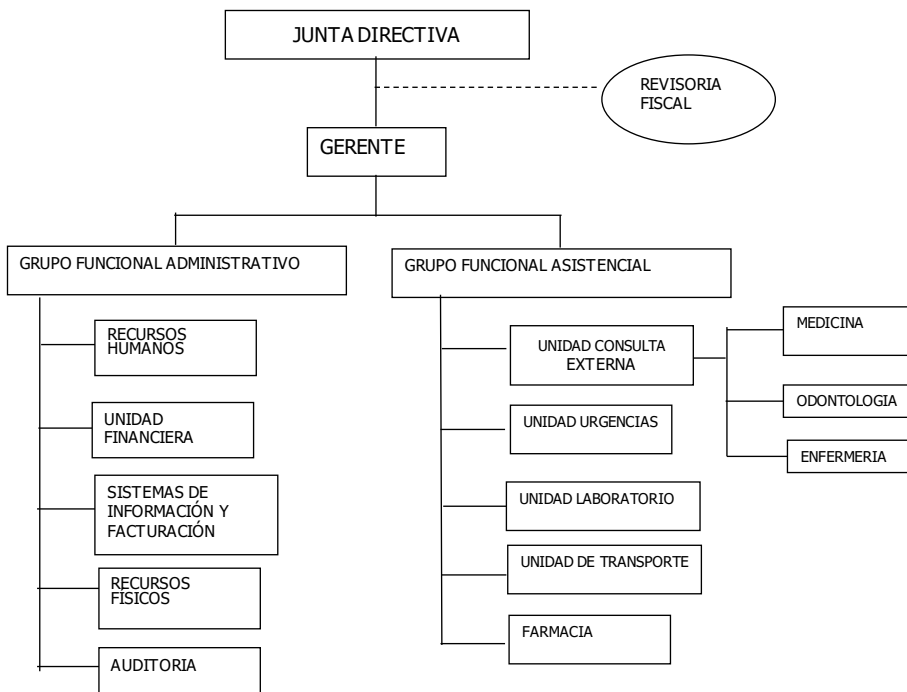 JUNTA DIRECTIVA
REVISORIA
FISCAL
GERENTE
GRUPO FUNCIONAL ADMINISTRATIVO
GRUPO FUNCIONAL ASISTENCIAL
RECURSOS
HUMANOS
UNIDAD
FINANCIERA
SISTEMAS DE
INFORMACIÓN Y
FACTURACIÓN
RECURSOS
FÍSICOS
AUDITORIA
UNIDAD CONSULTA
EXTERNA
UNIDAD URGENCIAS
UNIDAD LABORATORIO
UNIDAD DE TRANSPORTE
FARMACIA
MEDICINA
ODONTOLOGIA
ENFERMERIA